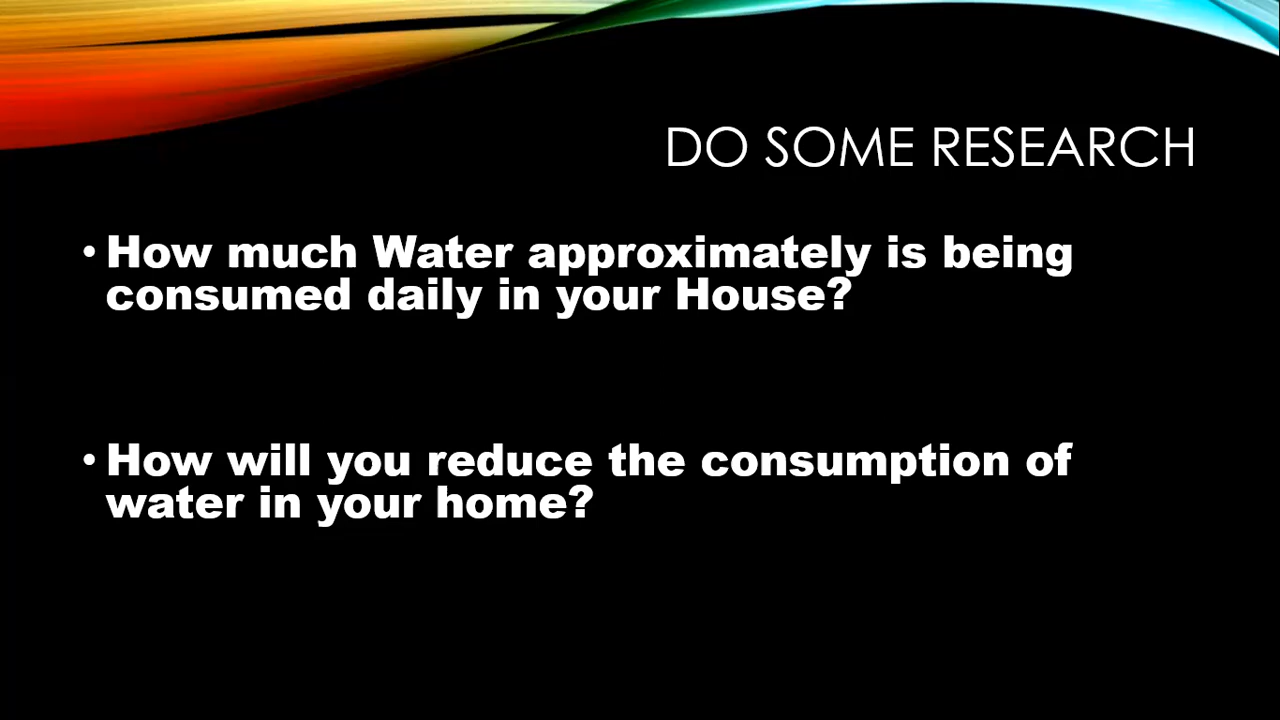 DO SOME RESEARCH
• How much Water approximately is being
consumed daily in your House?
• How will you reduce the consumption of
water in your home?